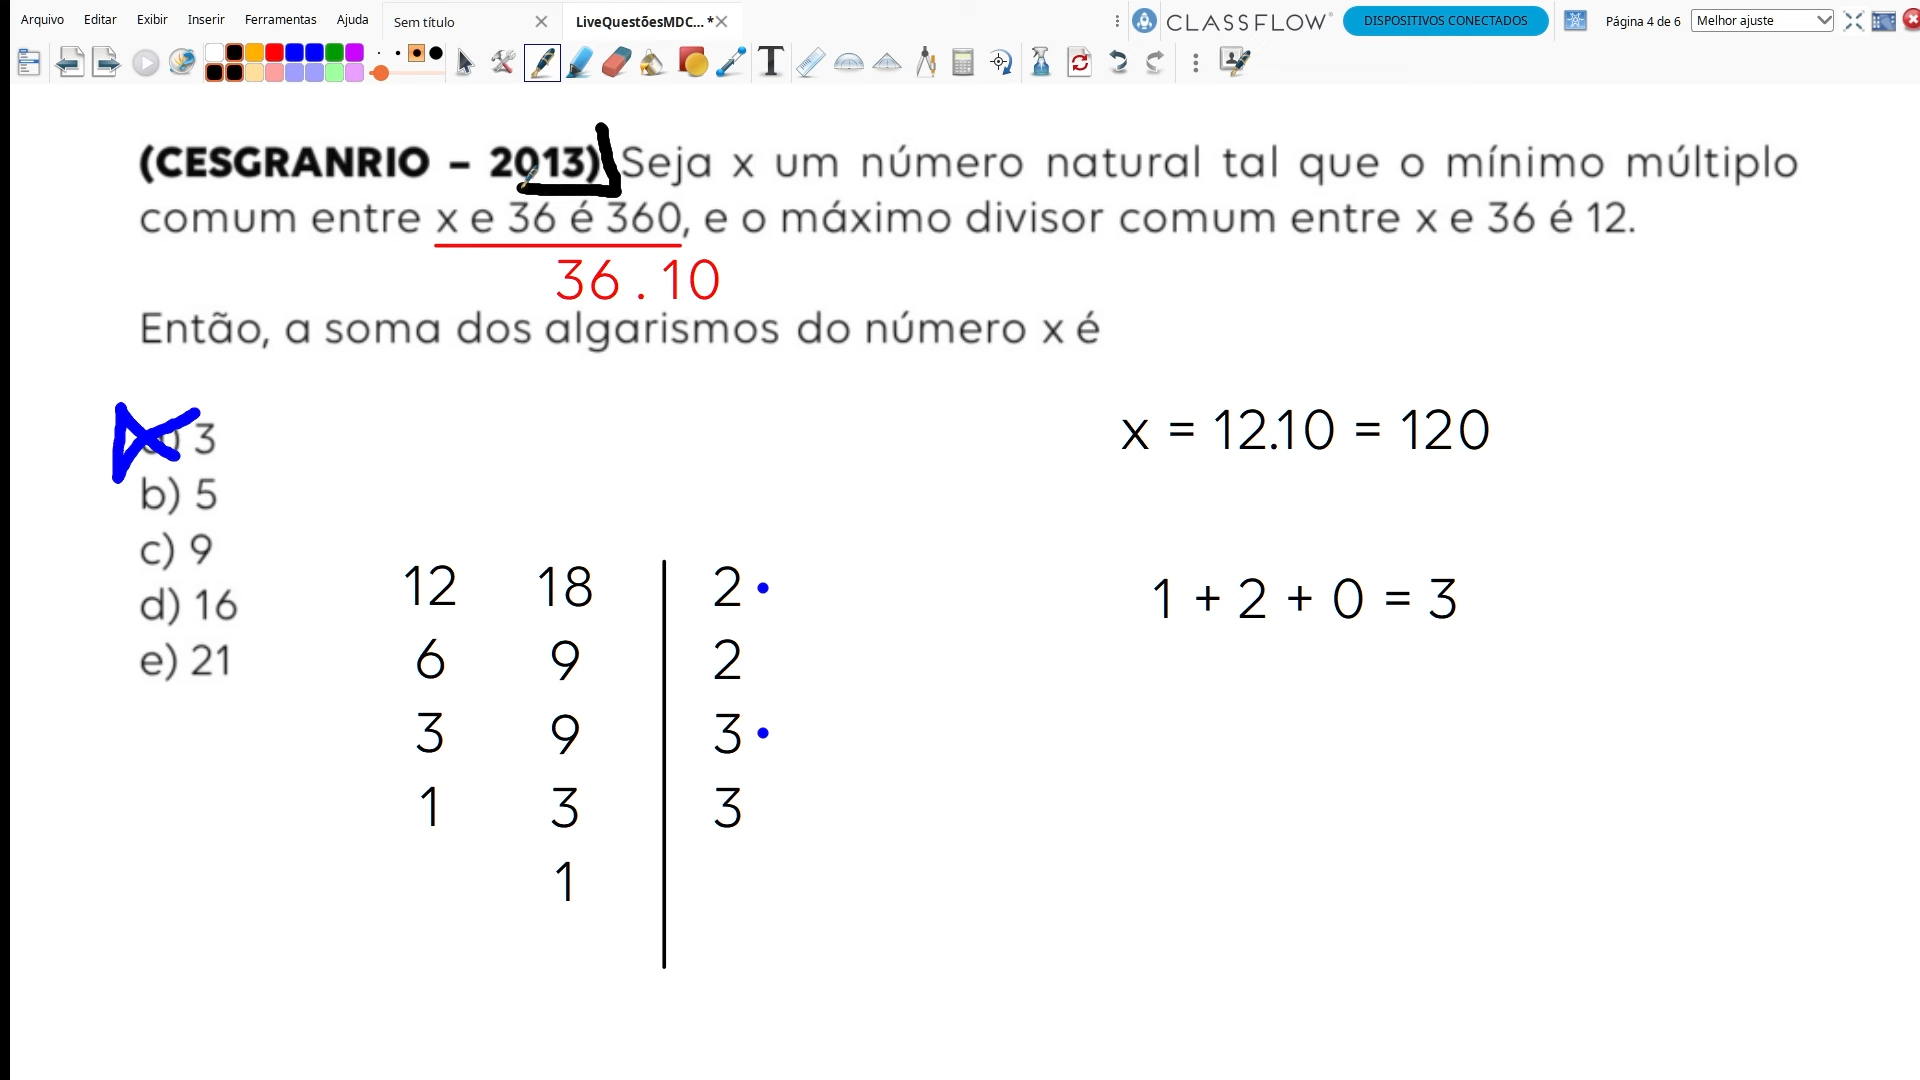 Arquivo Editar Exibir Inserir Ferramentas Ajuda Sem título LiveQuestõesMDC... * CLASSFLOW DISPOSITIVOS CONECTADOS Página 4 de 6 Melhor ajuste
(CESGRANRIO – 2013) Seja x um número natural tal que o mínimo múltiplo
comum entre x e 36 é 360, e o máximo divisor comum entre x e 36 é 12.
36 . 10
Então, a soma dos algarismos do número x é
a) 3
b) 5
c) 9
d) 16
e) 21
x = 12.10 = 120
1 + 2 + 0 = 3
12 18 2
6 9 2
3 9 3
1 3 3
1